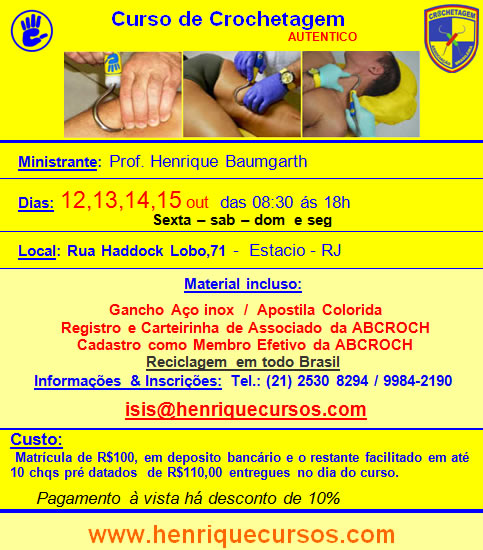 Curso de Crochetagem
AUTENTICO
CROCHETAGEM
Ministrante: Prof. Henrique Baumgarth
Dias: 12,13,14,15 out das 08:30 ás 18h
Sexta – sab – dom e seg
Local: Rua Haddock Lobo,71 - Estacio - RJ
Material incluso:
Gancho Aço inox / Apostila Colorida
Registro e Carteirinha de Associado da ABCROCH
Cadastro como Membro Efetivo da ABCROCH
Reciclagem em todo Brasil
Informações & Inscrições: Tel.: (21) 2530 8294 / 9984-2190
isis@henriquecursos.com
Custo:
Matrícula de R$100, em deposito bancário e o restante facilitado em até
10 chqs pré datados de R$110,00 entregues no dia do curso.
Pagamento à vista há desconto de 10%
www.henriquecursos.com